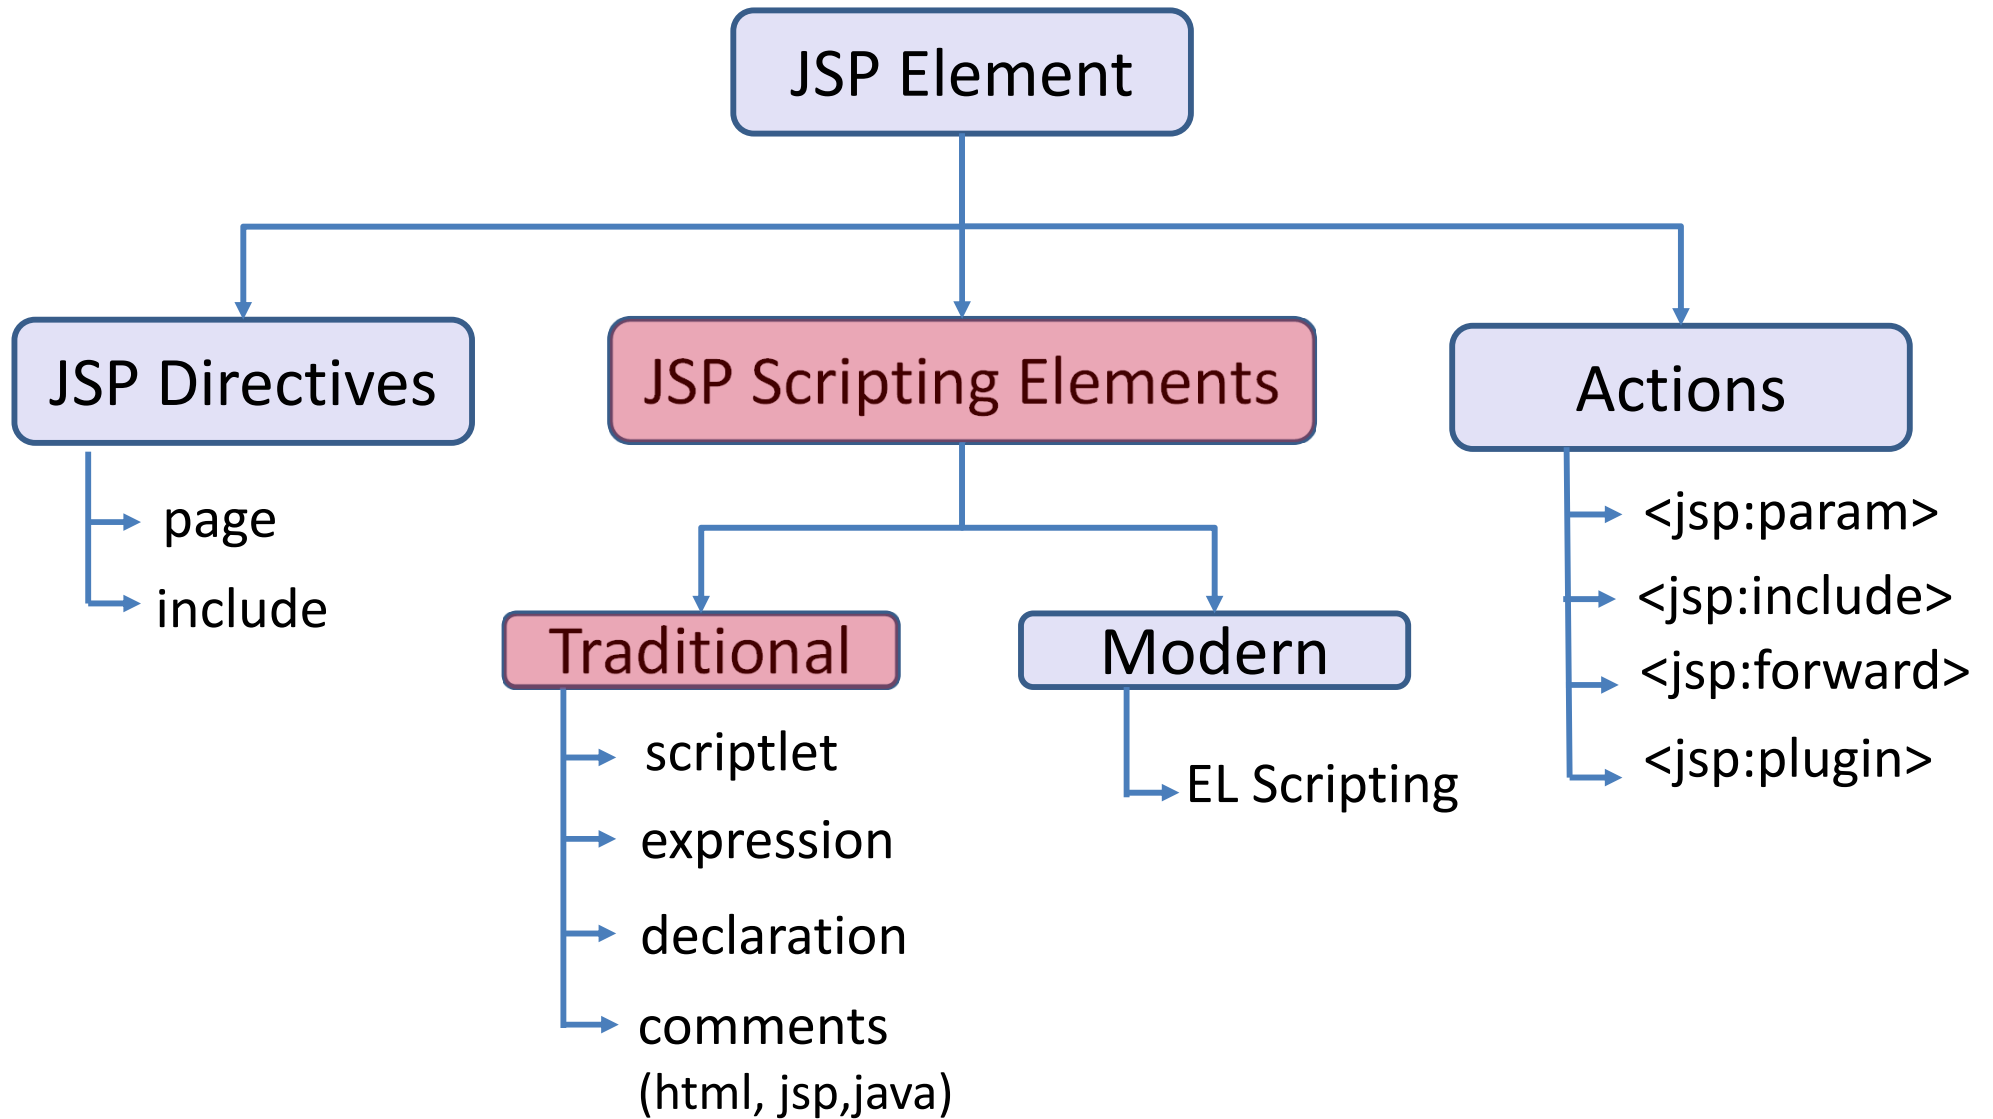 JSP Element
JSP Directives
page
include
JSP Scripting Elements
Traditional
scriptlet
expression
declaration
comments
(html, jsp,java)
Modern
EL Scripting
Actions
<jsp:param>
<jsp:include>
<jsp:forward>
<jsp:plugin>